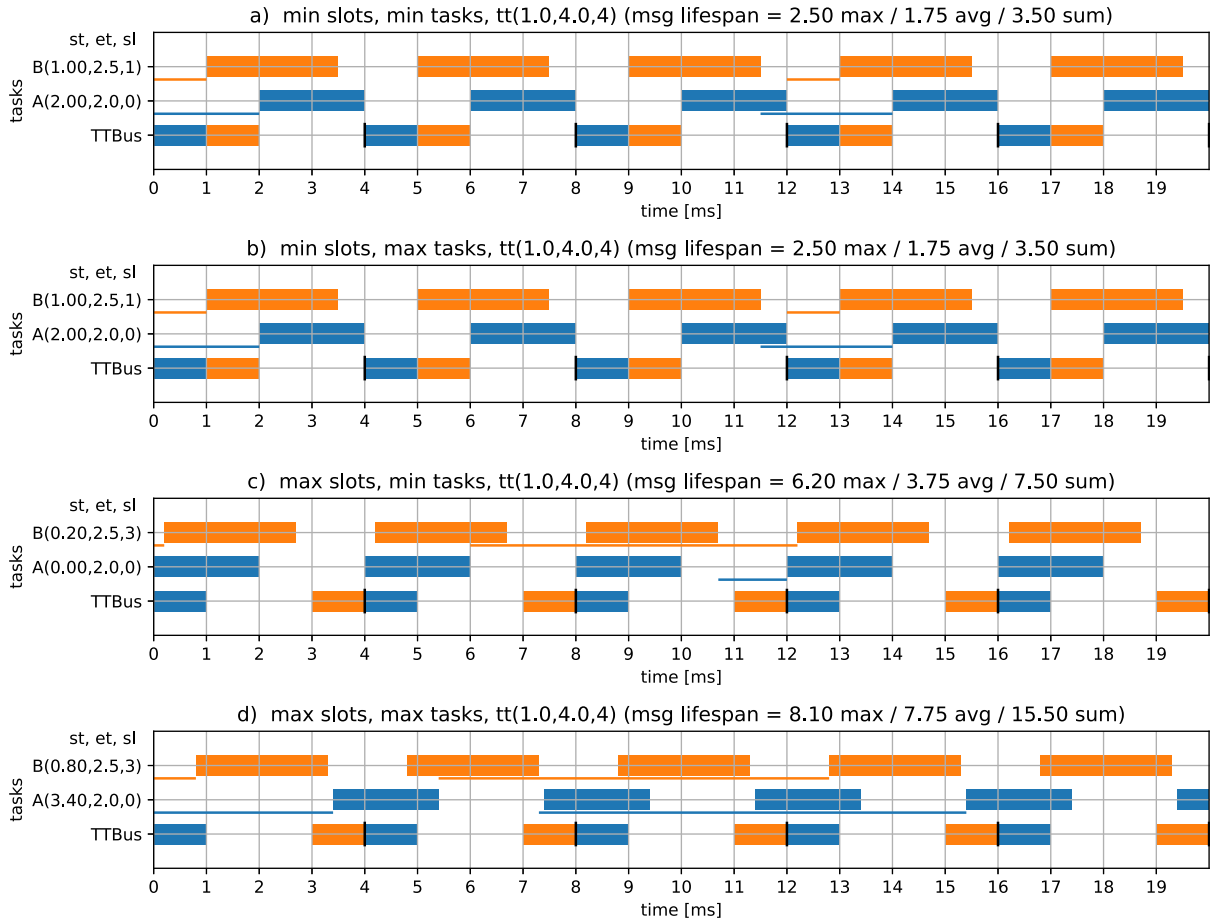 a)  min slots, min tasks, tt(1.0,4.0,4) (msg lifespan = 2.50 max / 1.75 avg / 3.50 sum)
st, et, sl
B(1.00,2.5,1)
A(2.00,2.0,0)
TTBus
tasks
0 1 2 3 4 5 6 7 8 9 10 11 12 13 14 15 16 17 18 19
time [ms]
b)  min slots, max tasks, tt(1.0,4.0,4) (msg lifespan = 2.50 max / 1.75 avg / 3.50 sum)
st, et, sl
B(1.00,2.5,1)
A(2.00,2.0,0)
TTBus
tasks
0 1 2 3 4 5 6 7 8 9 10 11 12 13 14 15 16 17 18 19
time [ms]
c)  max slots, min tasks, tt(1.0,4.0,4) (msg lifespan = 6.20 max / 3.75 avg / 7.50 sum)
st, et, sl
B(0.20,2.5,3)
A(0.00,2.0,0)
TTBus
tasks
0 1 2 3 4 5 6 7 8 9 10 11 12 13 14 15 16 17 18 19
time [ms]
d)  max slots, max tasks, tt(1.0,4.0,4) (msg lifespan = 8.10 max / 7.75 avg / 15.50 sum)
st, et, sl
B(0.80,2.5,3)
A(3.40,2.0,0)
TTBus
tasks
0 1 2 3 4 5 6 7 8 9 10 11 12 13 14 15 16 17 18 19
time [ms]